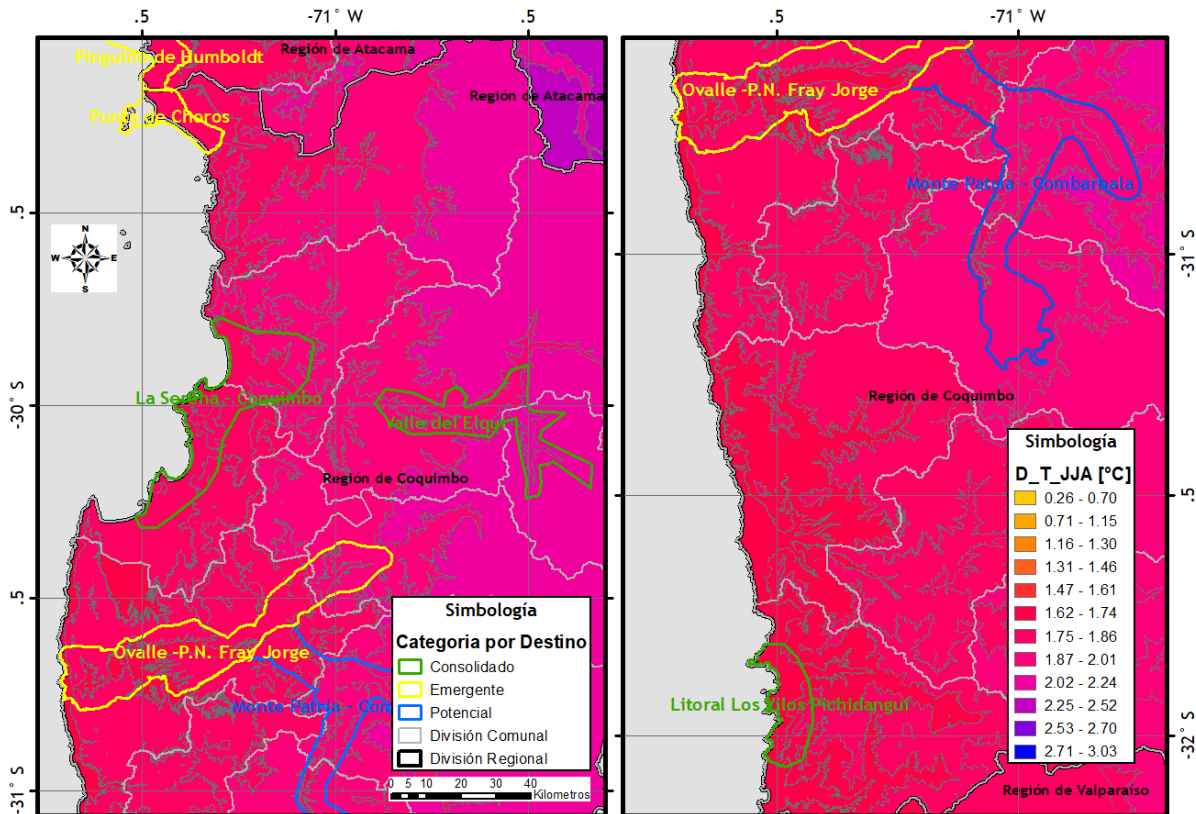 .5
-71° W
.5
.5
-71° W
Pinguino de Humboldt
Región de Atacama
Región de Atacama
Punta de Choros
Ovalle -P.N. Fray Jorge
Monte Patria - Combarbala
.5
N
W
E
S
-31° S
La Serena - Coquimbo
-30° S
Valle del Elqui
Región de Coquimbo
Región de Coquimbo
.5
.5
Ovalle -P.N. Fray Jorge
Monte Patria - Con
-31° S
Simbología
Categoria por Destino
Consolidado
Emergente
Potencial
División Comunal
División Regional
0 5 10 20 30 40
Kilometros
Simbología
D_T_JJA [°C]
0.26 - 0.70
0.71 - 1.15
1.16 - 1.30
1.31 - 1.46
1.47 - 1.61
1.62 - 1.74
1.75 - 1.86
1.87 - 2.01
2.02 - 2.24
2.25 - 2.52
2.53 - 2.70
2.71 - 3.03
Litoral Los Vilos Pichidangui
-32° S
Región de Valparaíso